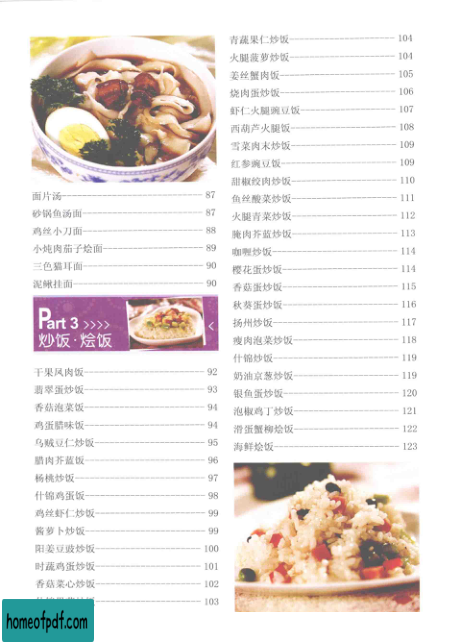 面片汤 87
砂锅鱼汤面 87
鸡丝小刀面 88
小炖肉茄子烩面 89
三色猫耳面 90
泥鳅挂面 90
Part 3 >>>>
炒饭·烩饭
<
干果凤肉饭 92
翡翠蛋炒饭 93
香菇泡菜饭 94
鸡蛋腊味饭 94
乌贼豆仁炒饭 95
腊肉芥蓝饭 96
杨桃炒饭 97
什锦鸡蛋饭 98
鸡丝虾仁炒饭 99
酱萝卜炒饭 99
阳姜豆豉炒饭 100
时蔬鸡蛋炒饭 101
香菇菜心炒饭 102
103
青蔬果仁炒饭 104
火腿菠萝炒饭 104
姜丝蟹肉饭 105
烧肉蛋炒饭 106
虾仁火腿豌豆饭 107
西葫芦火腿饭 108
雪菜肉末炒饭 109
红参豌豆饭 109
甜椒绞肉炒饭 110
鱼丝酸菜炒饭 111
火腿青菜炒饭 112
腌肉芥蓝炒饭 113
咖喱炒饭 114
樱花蛋炒饭 114
香菇蛋炒饭 115
秋葵蛋炒饭 116
扬州炒饭 117
瘦肉泡菜炒饭 118
什锦炒饭 119
奶油京葱炒饭 119
银鱼蛋炒饭 120
泡椒鸡丁炒饭 121
滑蛋蟹柳烩饭 122
海鲜烩饭 123
homeofpdf.com